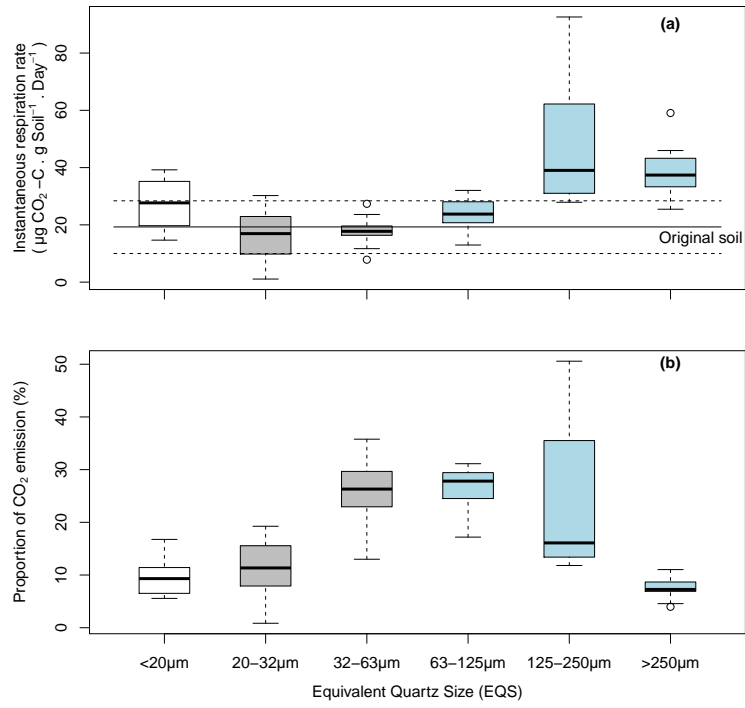 (a)
Instantaneous respiration rate
( µg CO₂ −C . g Soil⁻¹ . Day⁻¹
80
60
40
20
0
Original soil
(b)
Proportion of CO₂ emission (%)
50
40
30
20
10
0
<20µm
20−32µm
32−63µm
63−125µm
125−250µm
>250µm
Equivalent Quartz Size (EQS)